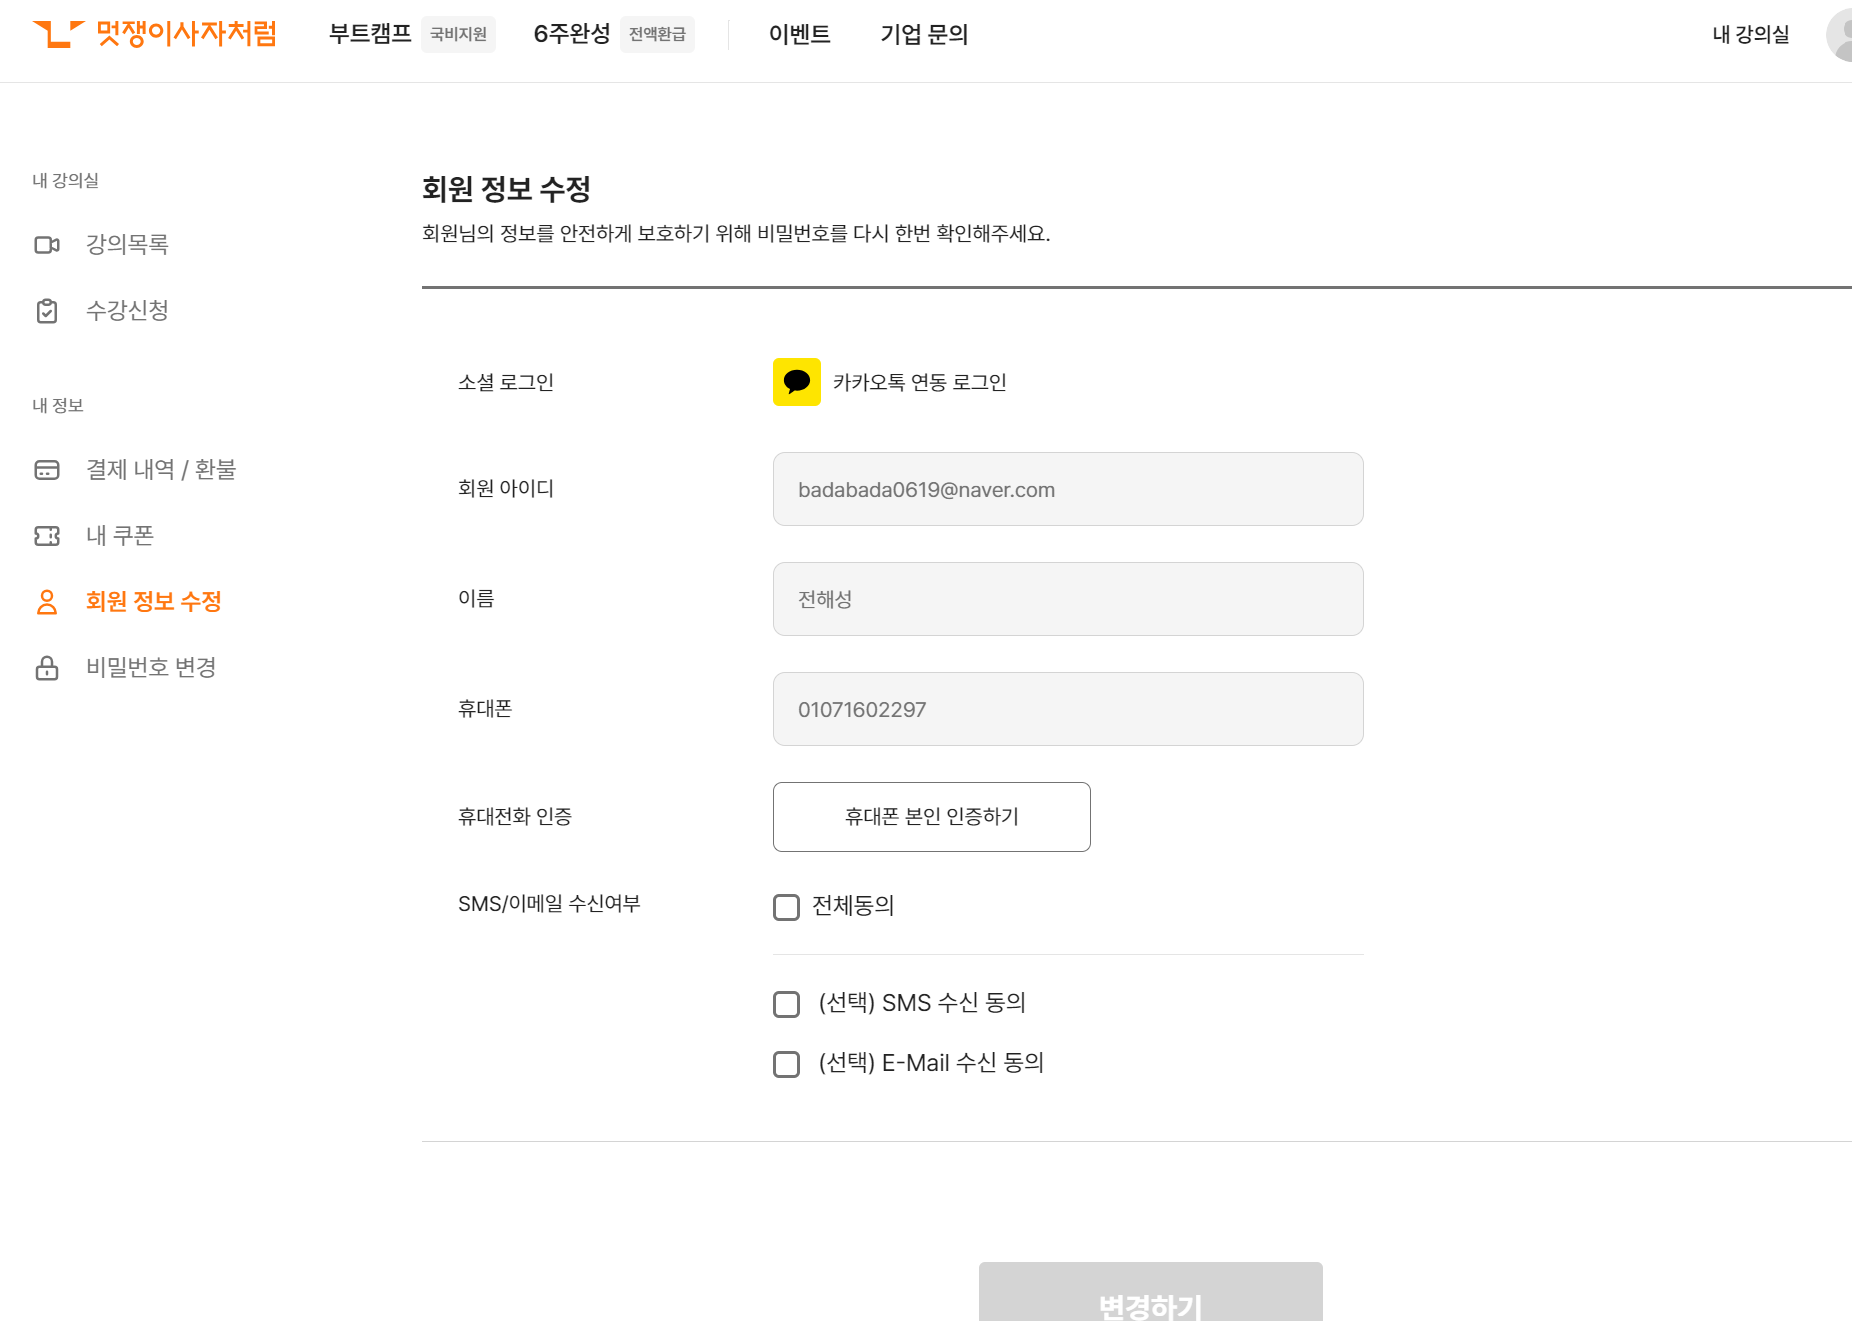 멋쟁이사자처럼
부트캠프 국비지원 6주완성 전액환급 이벤트 기업 문의 내 강의실
내 강의실
강의목록
수강신청
내 정보
결제 내역 / 환불
내 쿠폰
회원 정보 수정
비밀번호 변경
회원 정보 수정
회원님의 정보를 안전하게 보호하기 위해 비밀번호를 다시 한번 확인해주세요.
소셜 로그인 카카오톡 연동 로그인
회원 아이디 badabada0619@naver.com
이름 전해성
휴대폰 01071602297
휴대전화 인증 휴대폰 본인 인증하기
SMS/이메일 수신여부 전체동의
(선택) SMS 수신 동의
(선택) E-Mail 수신 동의
변경하기